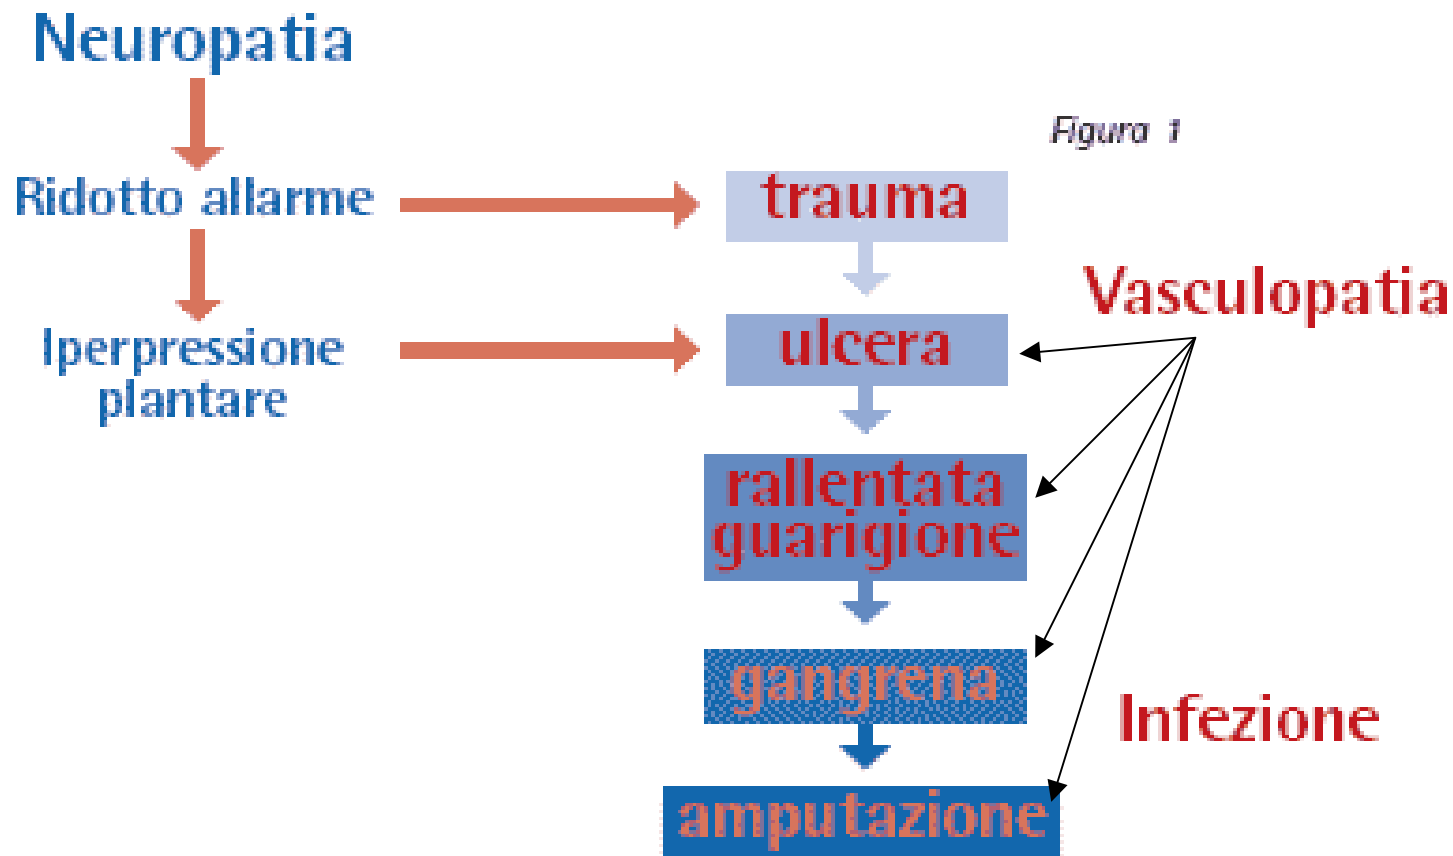 Neuropatia
Figura 1
Ridotto allarme
trauma
Vasculopatia
Iperpressione
plantare
ulcera
rallentata
guarigione
gangrena
Infezione
amputazione